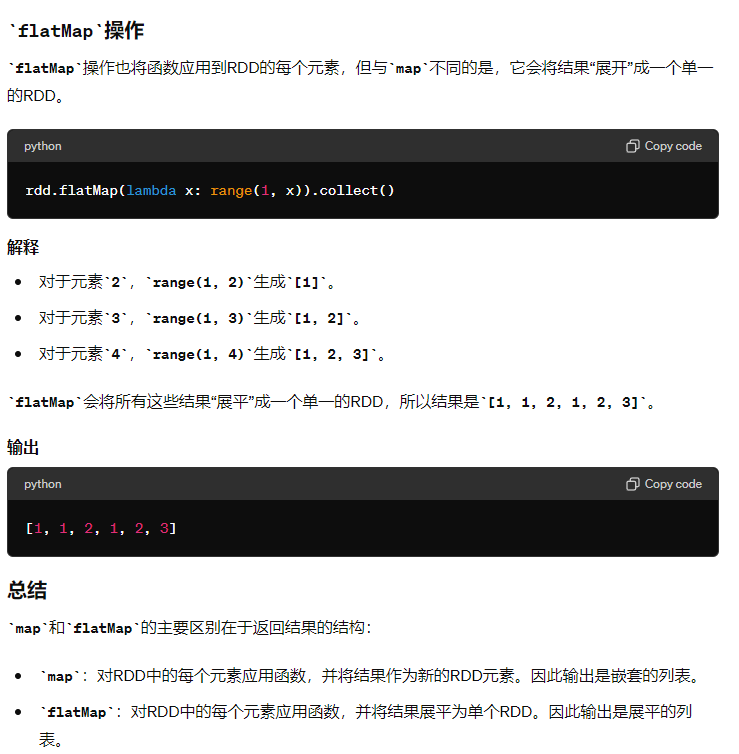 `flatMap`操作
`flatMap`操作也将函数应用到RDD的每个元素，但与`map`不同的是，它会将结果“展开”成一个单一
的RDD。
python Copy code
rdd.flatMap(lambda x: range(1, x)).collect()
解释
• 对于元素`2`，`range(1, 2)`生成`[1]`。
• 对于元素`3`，`range(1, 3)`生成`[1, 2]`。
• 对于元素`4`，`range(1, 4)`生成`[1, 2, 3]`。
`flatMap`会将所有这些结果“展平”成一个单一的RDD，所以结果是`[1, 1, 2, 1, 2, 3]`。
输出
python Copy code
[1, 1, 2, 1, 2, 3]
总结
`map`和`flatMap`的主要区别在于返回结果的结构：
• `map`：对RDD中的每个元素应用函数，并将结果作为新的RDD元素。因此输出是嵌套的列表。
• `flatMap`：对RDD中的每个元素应用函数，并将结果展平为单个RDD。因此输出是展平的列
表。